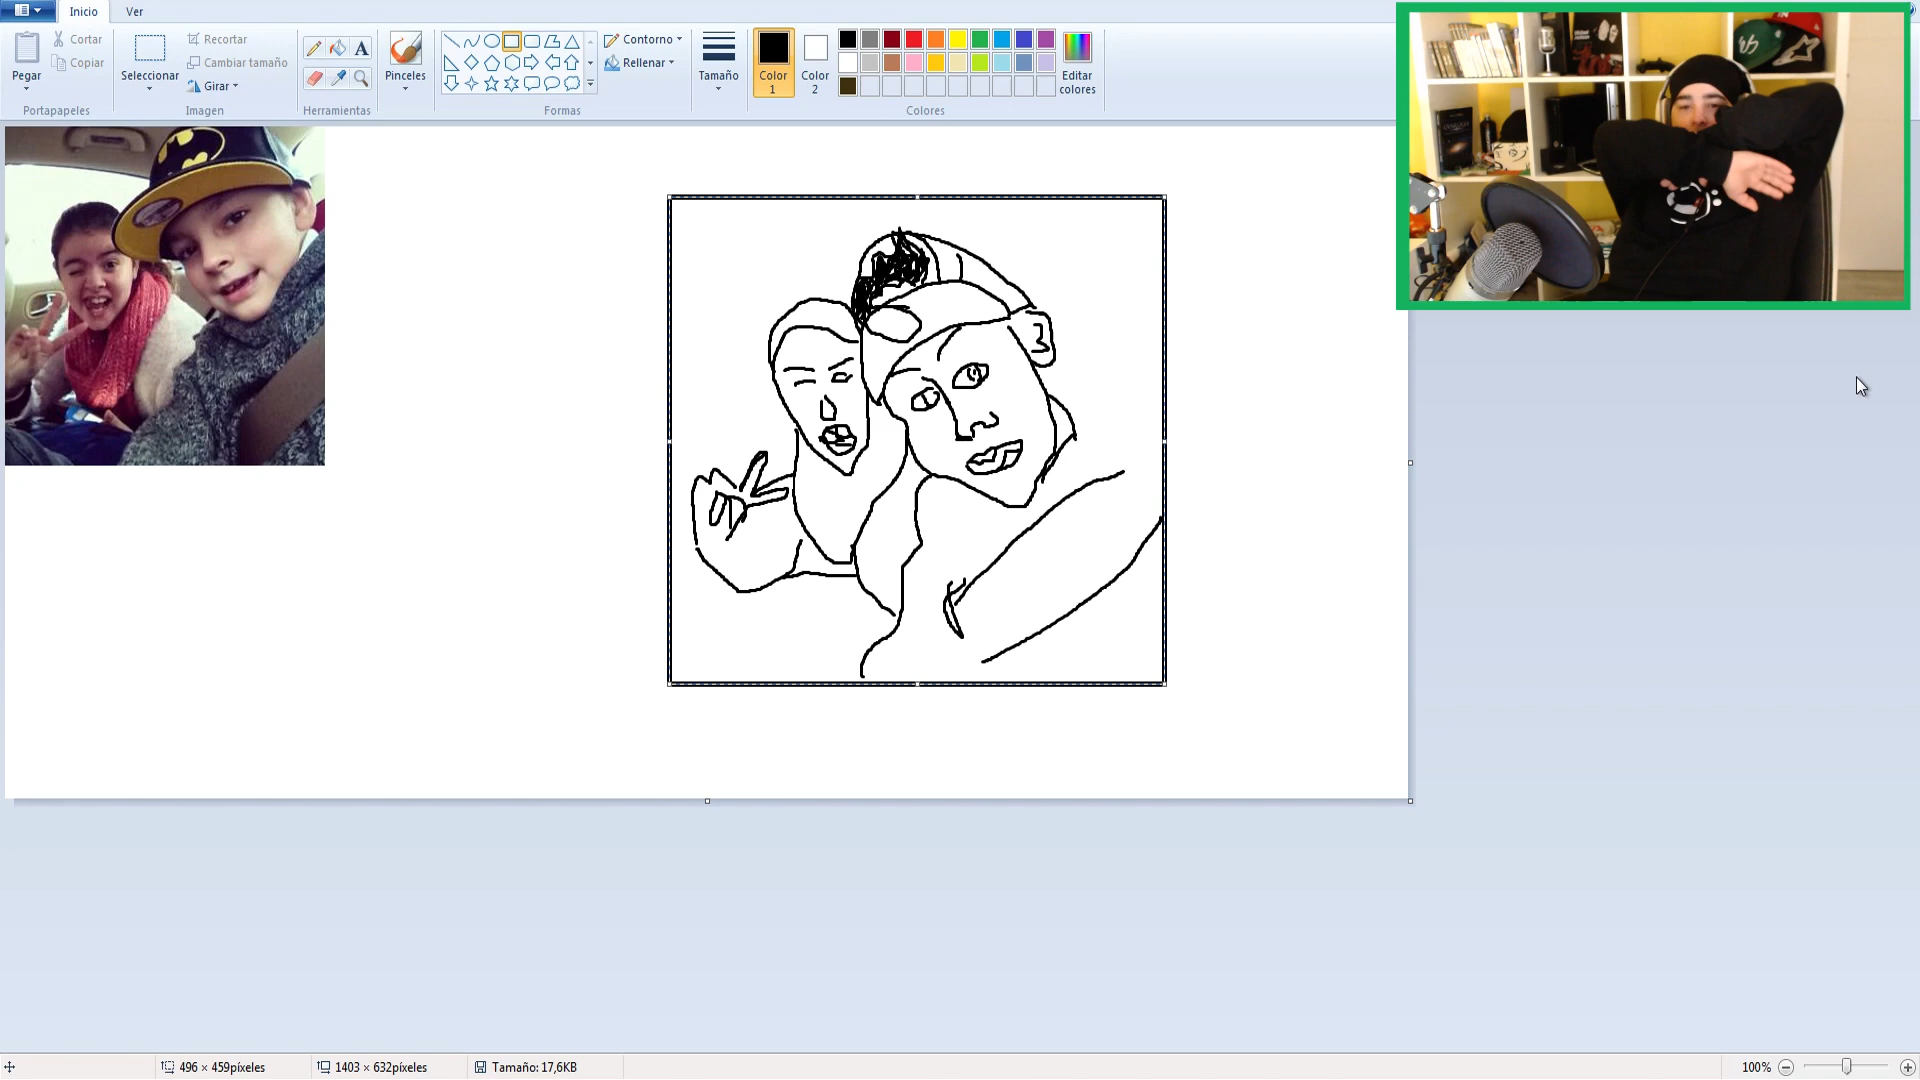 Inicio Ver
Pegar
Cortar
Copiar
Portapapeles
Seleccionar
Recortar
Cambiar tamaño
Girar
Imagen
Herramientas
Pinceles
Formas
Contorno
Rellenar
Tamaño
Color 1
Color 2
Editar colores
Colores
496 × 459píxeles
1403 × 632píxeles
Tamaño: 17,6KB
100%